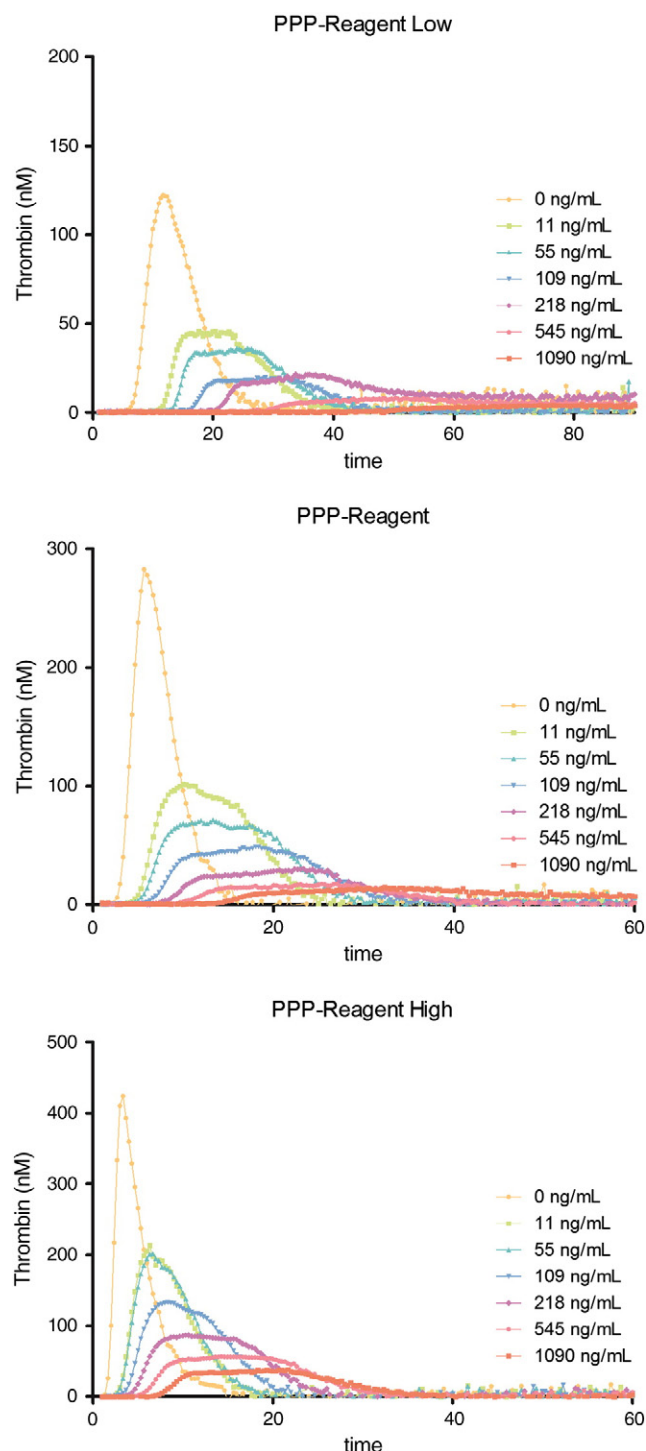 PPP-Reagent Low
200
150
100
50
0
Thrombin (nM)
0 ng/mL
11 ng/mL
55 ng/mL
109 ng/mL
218 ng/mL
545 ng/mL
1090 ng/mL
0 20 40 60 80
time
PPP-Reagent
300
200
100
0
Thrombin (nM)
0 ng/mL
11 ng/mL
55 ng/mL
109 ng/mL
218 ng/mL
545 ng/mL
1090 ng/mL
0 20 40 60
time
PPP-Reagent High
500
400
300
200
100
0
Thrombin (nM)
0 ng/mL
11 ng/mL
55 ng/mL
109 ng/mL
218 ng/mL
545 ng/mL
1090 ng/mL
0 20 40 60
time